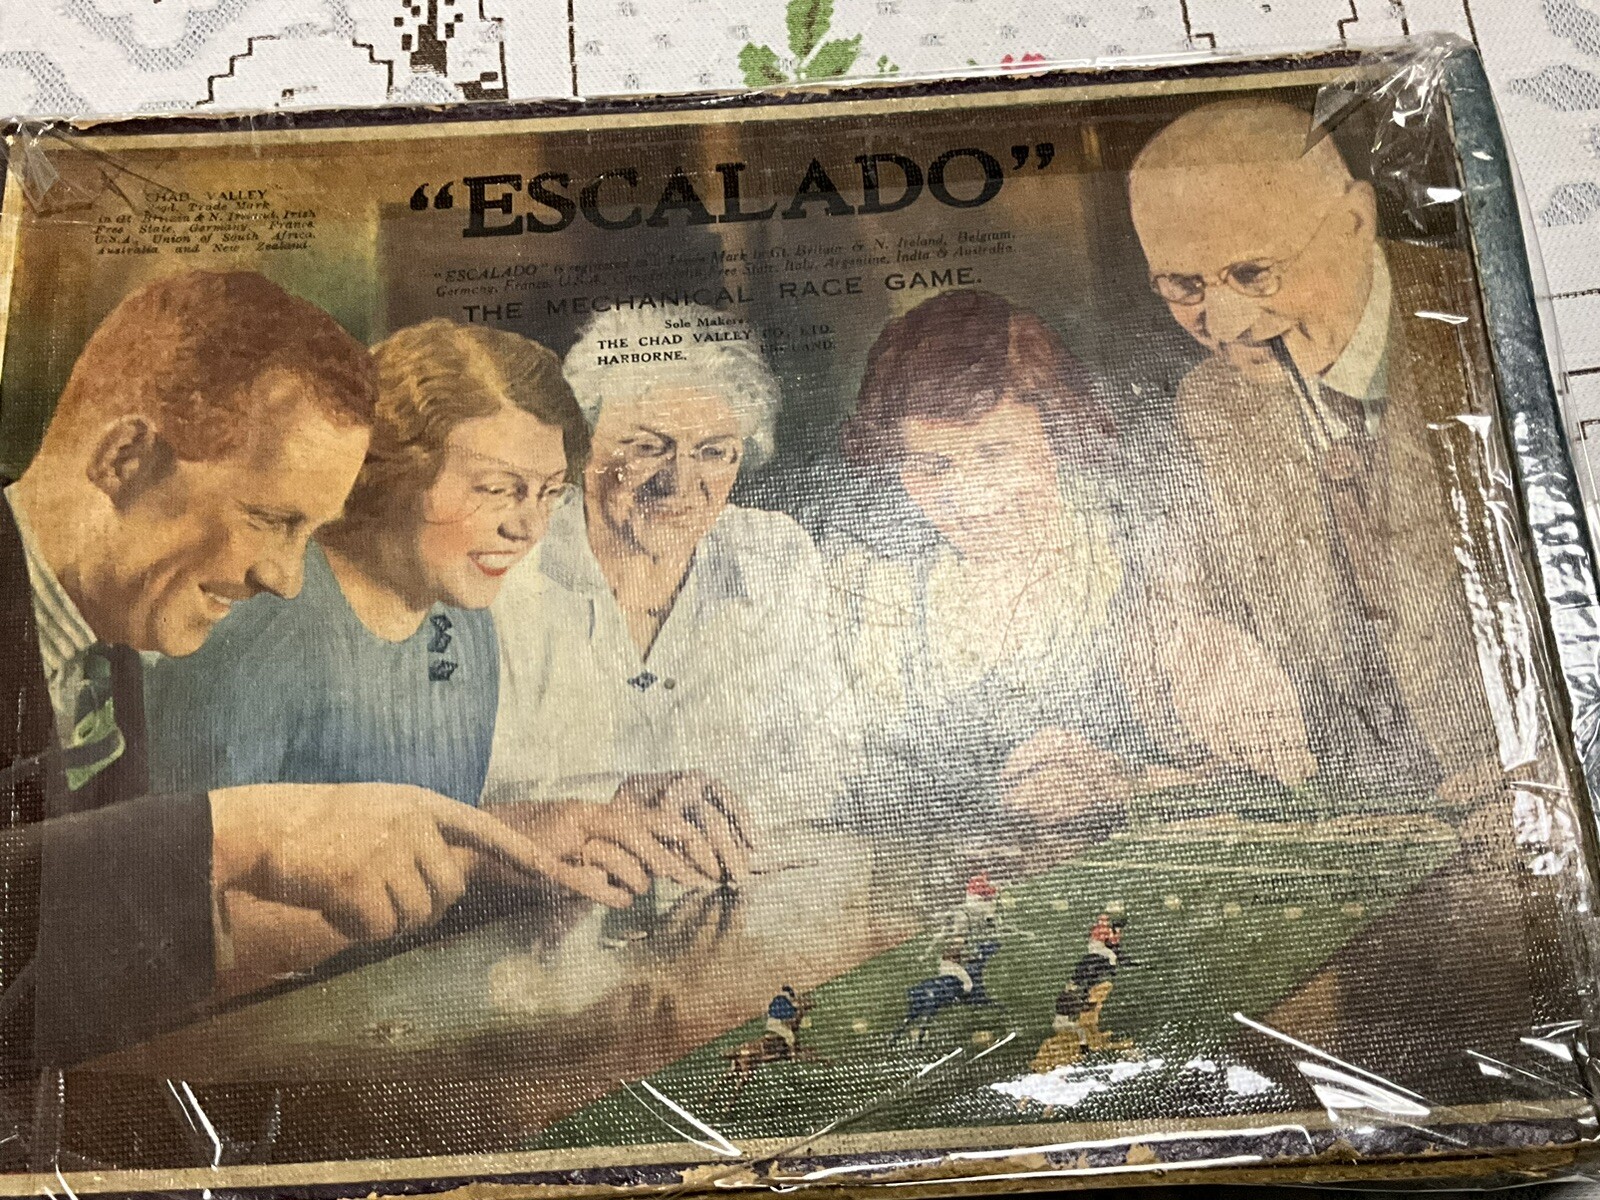 CHAD VALLEY
Regd. Trade Mark
in Gt. Britain & N. Ireland, Irish
Free State, Germany, France,
U.S.A., Union of South Africa,
Australia and New Zealand.
“ESCALADO”
"ESCALADO" is registered as a Trade Mark in Gt. Britain & N. Ireland, Belgium,
Germany, France, U.S.A., Free State, Italy, Argentine, India & Australia.
THE MECHANICAL RACE GAME.
Sole Makers:
THE CHAD VALLEY CO. LTD.
HARBORNE, ENGLAND.